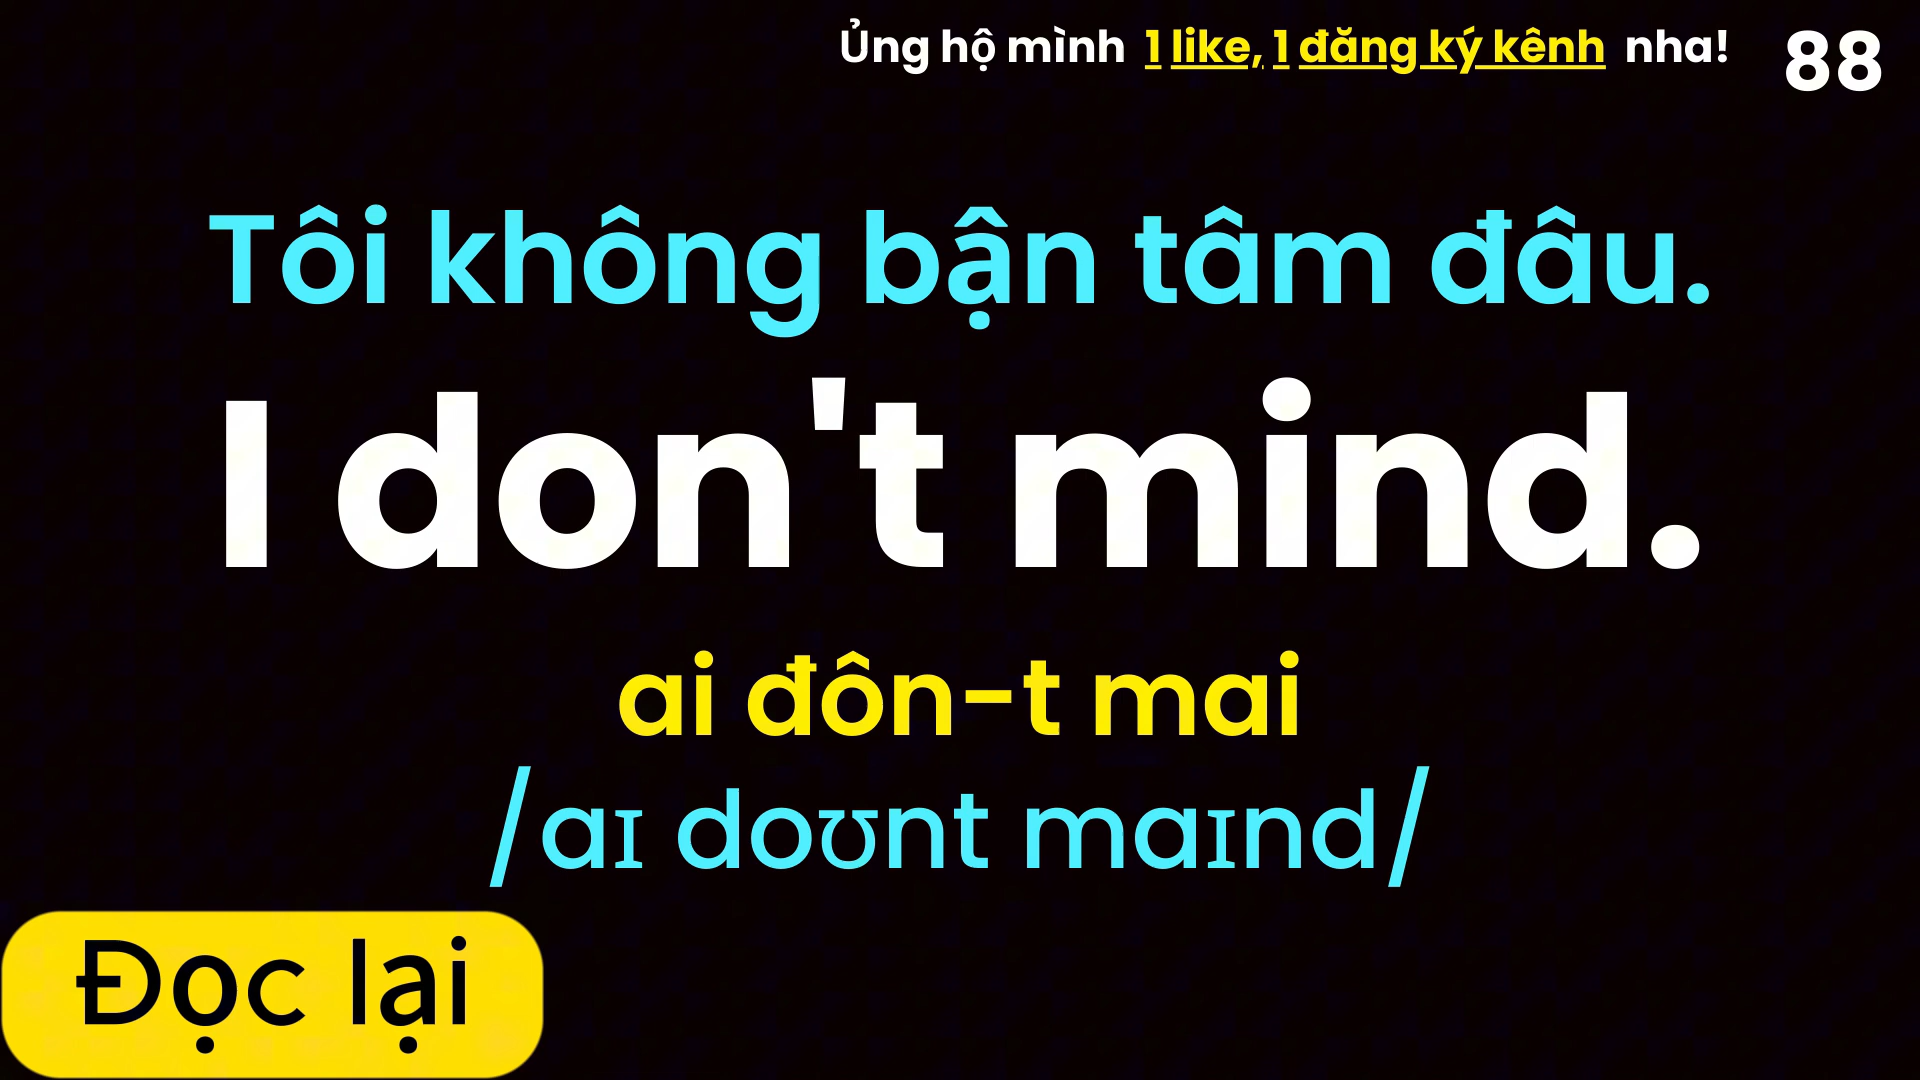 Ủng hộ mình 1 like, 1 đăng ký kênh nha! 88
Tôi không bận tâm đâu.
I don't mind.
ai đôn-t mai
/aɪ doʊnt maɪnd/
Đọc lại